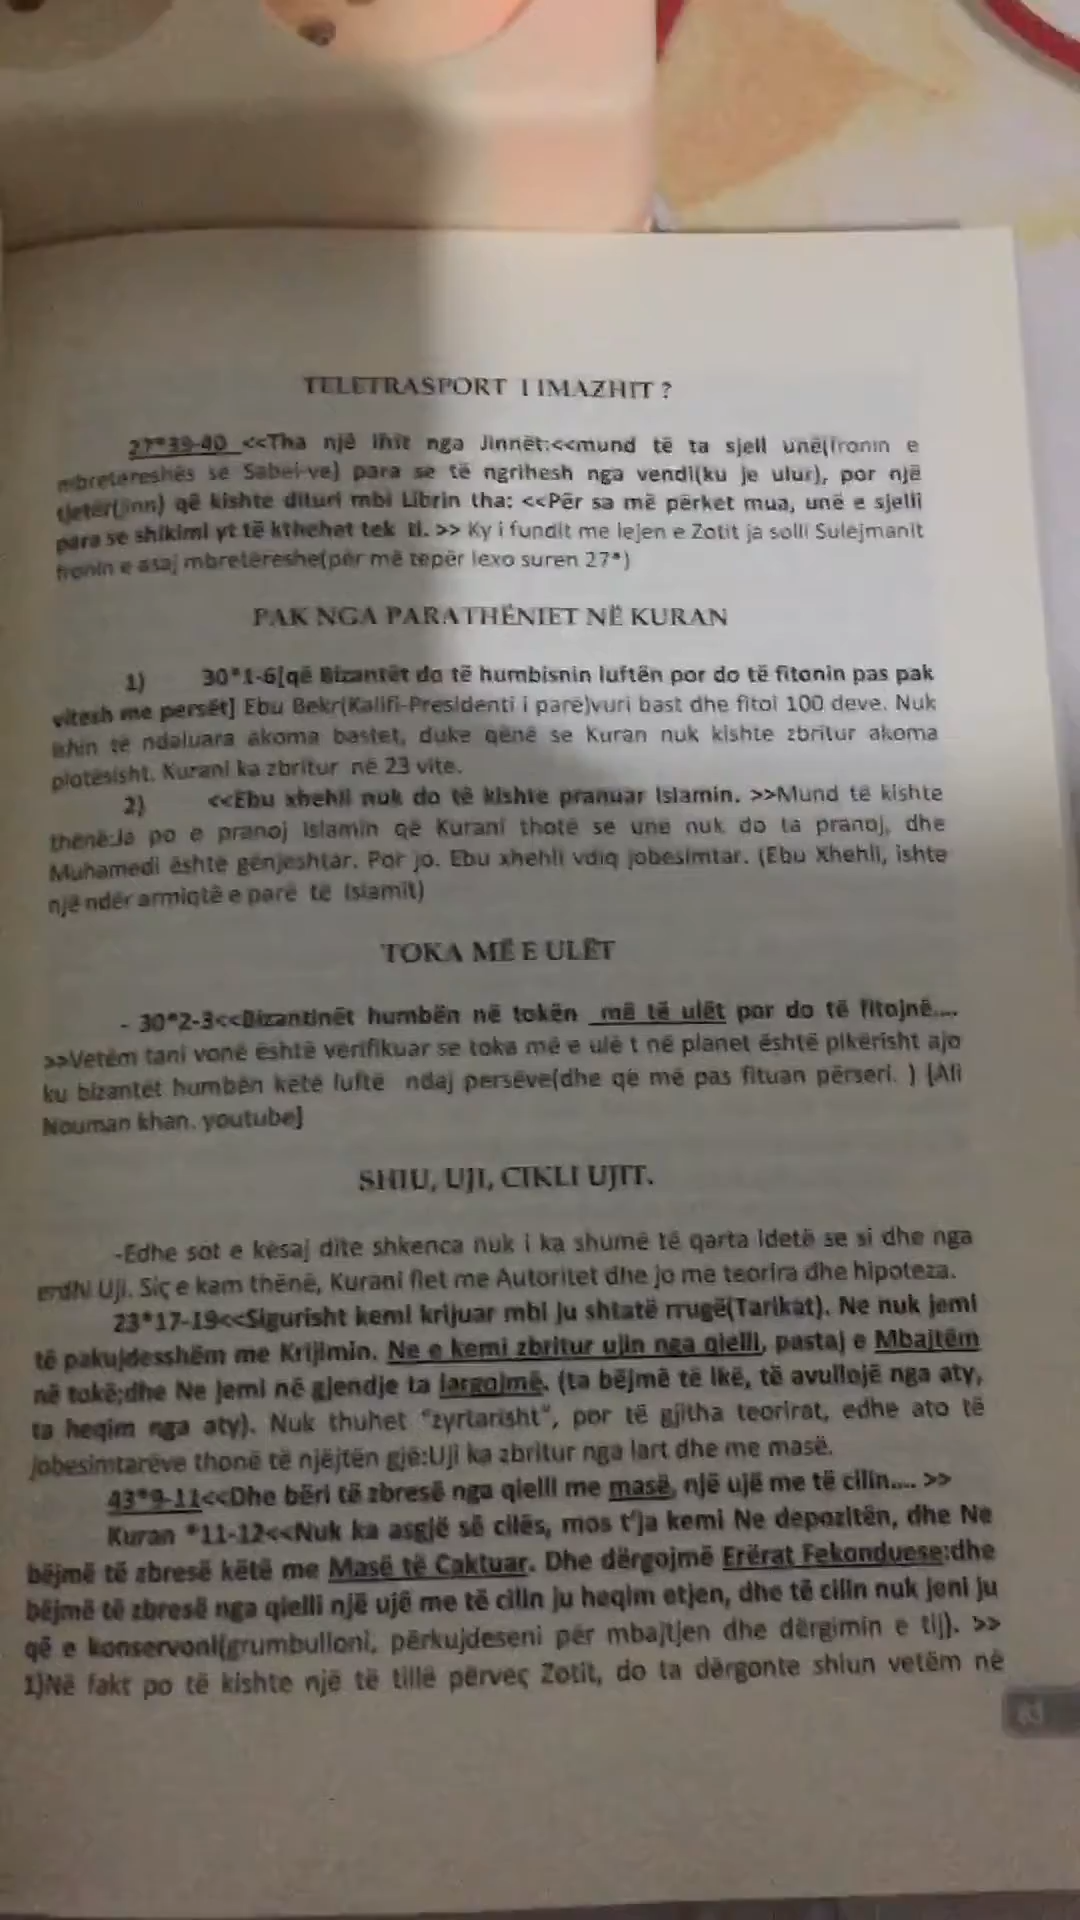 TELETRASPORT I IMAZHIT ?
27*39-40 <<Tha një Ifrit nga Jinnët:<<mund të ta sjell unë(fronin e
mbretëreshës se Sabei-ve) para se të ngrihesh nga vendi(ku je ulur), por një
tjetër(jinn) që kishte dituri mbi Librin tha: <<Për sa më përket mua, unë e sjelli
para se shikimi yt të kthehet tek ti. >> Ky i fundit me lejen e Zotit ja solli Sulejmanit
fronin e asaj mbretëreshe(për më tepër lexo suren 27*)
PAK NGA PARATHËNIET NË KURAN
1) 30*1-6[që Bizantët do të humbisnin luftën por do të fitonin pas pak
vitesh me persët] Ebu Bekr(Kalifi-Presidenti i parë)vuri bast dhe fitoi 100 deve. Nuk
ishin të ndaluara akoma bastet, duke qënë se Kuran nuk kishte zbritur akoma
plotësisht. Kurani ka zbritur në 23 vite.
2) <<Ebu xhehli nuk do të kishte pranuar Islamin. >>Mund të kishte
thënë:Ja po e pranoj Islamin që Kurani thotë se unë nuk do ta pranoj, dhe
Muhamedi është gënjeshtar. Por jo. Ebu xhehli vdiq jobesimtar. (Ebu Xhehli, ishte
një ndër armiqtë e parë të Islamit)
TOKA MË E ULËT
- 30*2-3<<Bizantinët humbën në tokën më të ulët por do të fitojnë....
>>Vetëm tani vonë është verifikuar se toka më e ulë t në planet është pikërisht ajo
ku bizantët humbën këtë luftë ndaj persëve(dhe që më pas fituan përseri. ) [Ali
Nouman khan. youtube]
SHIU, UJI, CIKLI UJIT.
-Edhe sot e kësaj dite shkenca nuk i ka shumë të qarta idetë se si dhe nga
erdhi Uji. Siç e kam thënë, Kurani flet me Autoritet dhe jo me teorira dhe hipoteza.
23*17-19<<Sigurisht kemi krijuar mbi ju shtatë rrugë(Tarikat). Ne nuk jemi
të pakujdesshëm me Krijimin. Ne e kemi zbritur ujin nga qielli, pastaj e Mbajtëm
në tokë;dhe Ne jemi në gjendje ta largojmë. (ta bëjmë të ikë, të avullojë nga aty,
ta heqim nga aty). Nuk thuhet "zyrtarisht", por të gjitha teorirat, edhe ato të
jobesimtarëve thonë të njëjtën gjë:Uji ka zbritur nga lart dhe me masë.
43*9-11<<Dhe bëri të zbresë nga qielli me masë, një ujë me të cilin.... >>
Kuran *11-12<<Nuk ka asgjë së cilës, mos t'ja kemi Ne depozitën, dhe Ne
bëjmë të zbresë këtë me Masë të Caktuar. Dhe dërgojmë Erërat Fekonduese:dhe
bëjmë të zbresë nga qielli një ujë me të cilin ju heqim etjen, dhe të cilin nuk jeni ju
që e konservoni(grumbulloni, përkujdeseni për mbajtjen dhe dërgimin e tij). >>
1)Në fakt po të kishte një të tillë përveç Zotit, do ta dërgonte shiun vetëm në
83